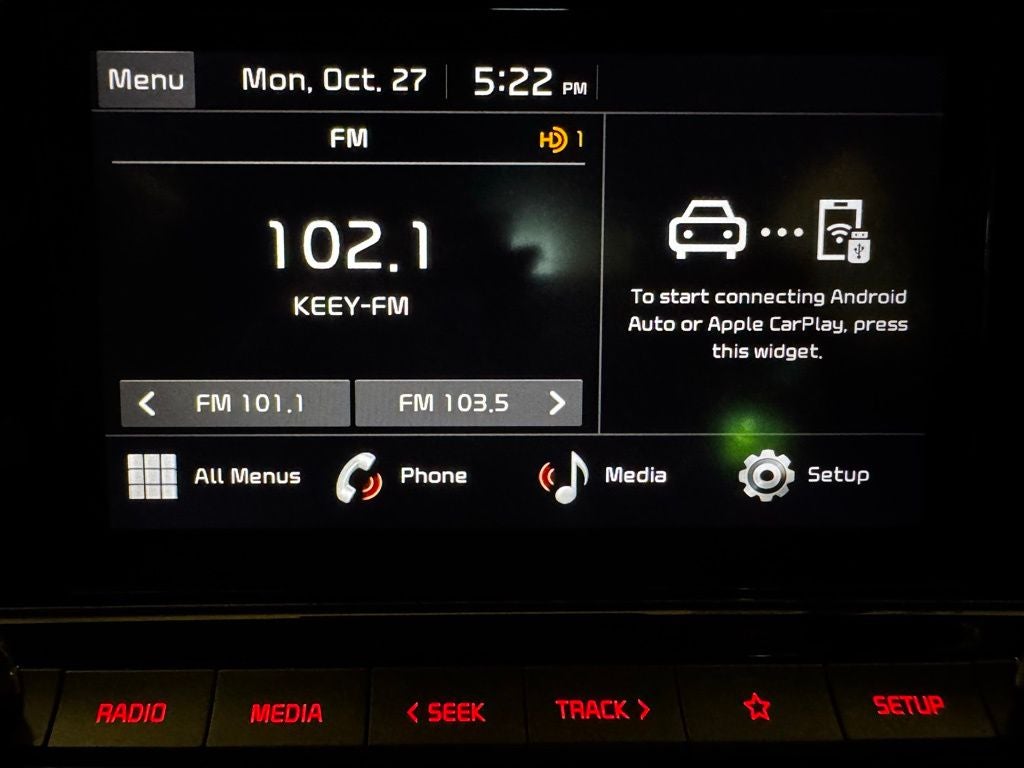 Menu
Mon, Oct. 27
5:22 PM
FM
HD 1
102.1
KEEY-FM
< FM 101.1
FM 103.5 >
To start connecting Android
Auto or Apple CarPlay, press
this widget.
All Menus
Phone
Media
Setup
RADIO
MEDIA
< SEEK
TRACK >
SETUP